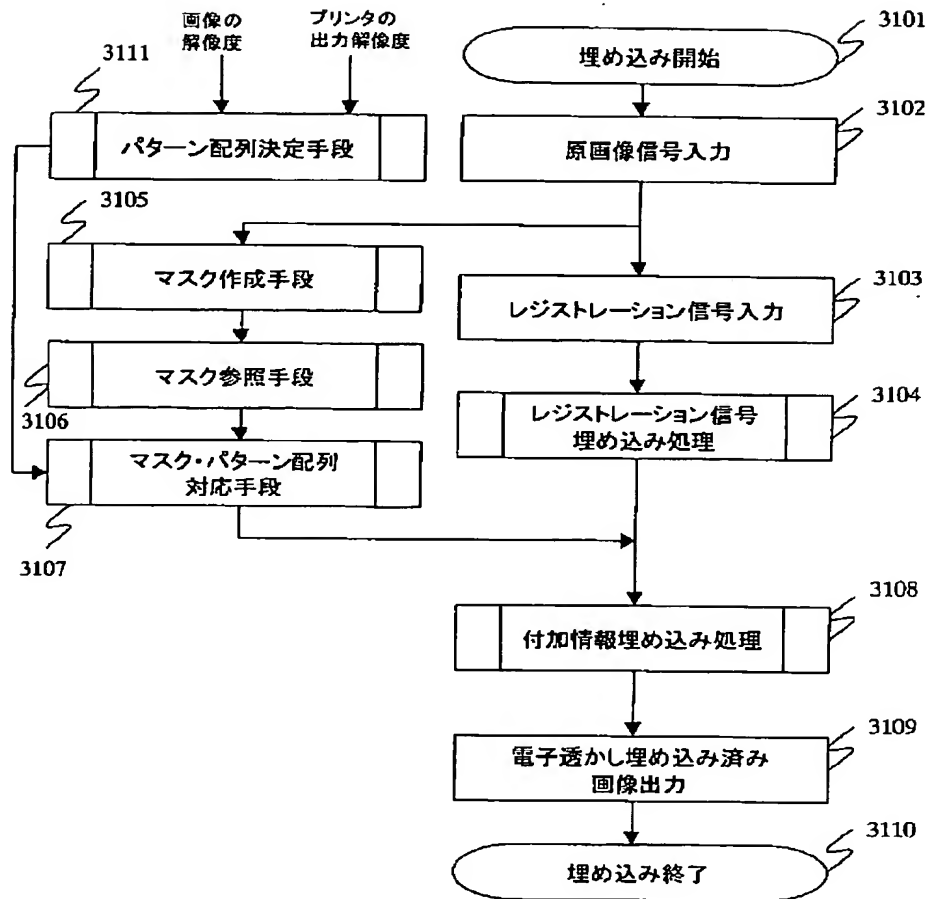 画像の
解像度
プリンタの
出力解像度
3111
パターン配列決定手段
3101
埋め込み開始
3102
原画像信号入力
3105
マスク作成手段
3103
レジストレーション信号入力
マスク参照手段
3106
3104
レジストレーション信号
埋め込み処理
マスク・パターン配列
対応手段
3107
3108
付加情報埋め込み処理
3109
電子透かし埋め込み済み
画像出力
3110
埋め込み終了